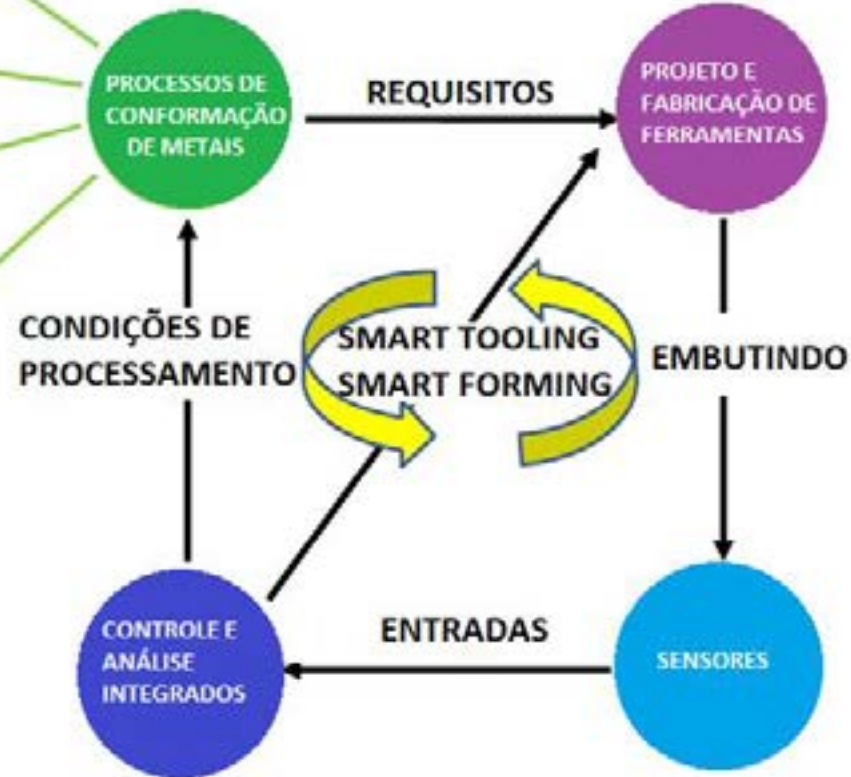 PROCESSOS DE
CONFORMAÇÃO
DE METAIS
REQUISITOS
PROJETO E
FABRICAÇÃO DE
FERRAMENTAS
CONDIÇÕES DE
PROCESSAMENTO
SMART TOOLING
SMART FORMING
EMBUTINDO
CONTROLE E
ANÁLISE
INTEGRADOS
ENTRADAS
SENSORES